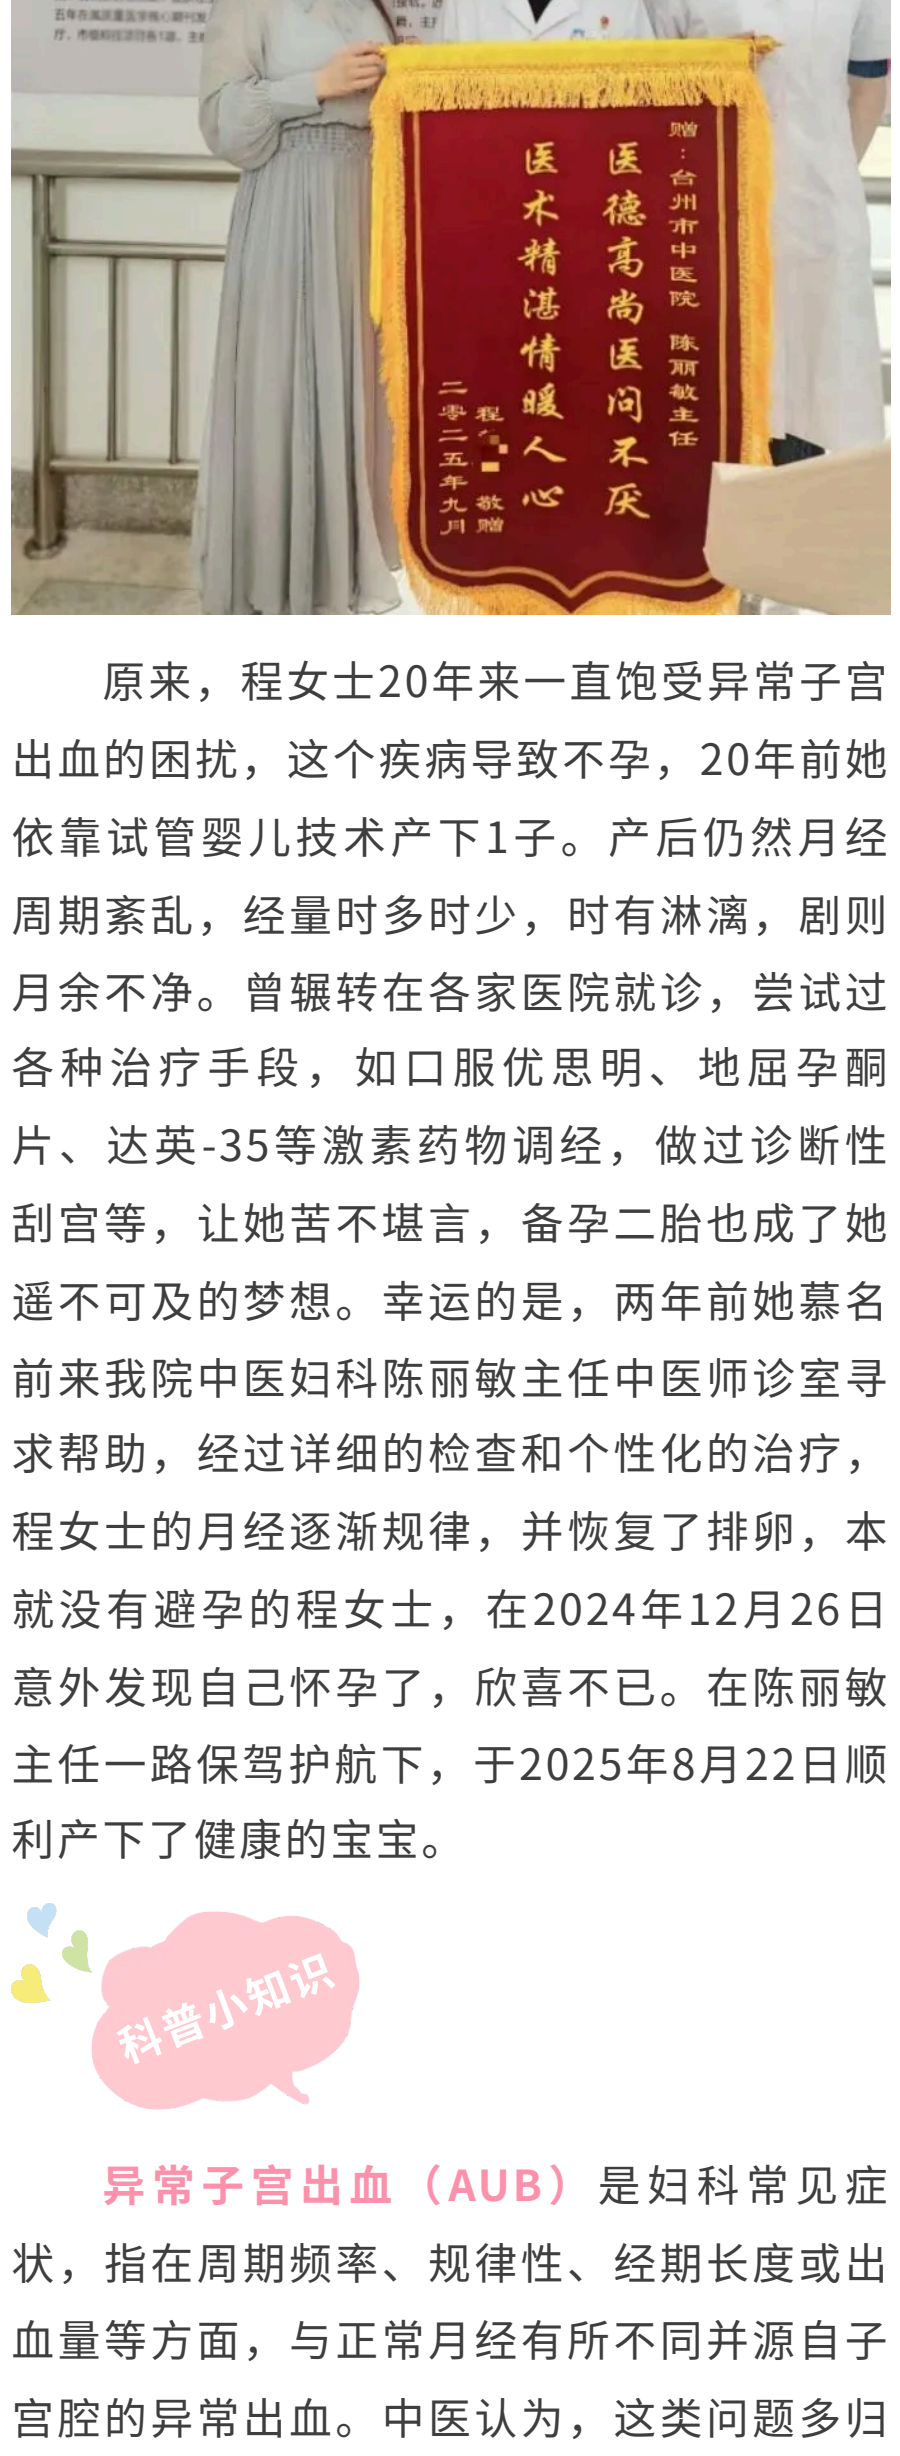 赠：台州市中医院 陈丽敏主任
医德高尚医问不厌
医术精湛情暖人心
程 敬赠
二零二五年九月
原来，程女士20年来一直饱受异常子宫
出血的困扰，这个疾病导致不孕，20年前她
依靠试管婴儿技术产下1子。产后仍然月经
周期紊乱，经量时多时少，时有淋漓，剧则
月余不净。曾辗转在各家医院就诊，尝试过
各种治疗手段，如口服优思明、地屈孕酮
片、达英-35等激素药物调经，做过诊断性
刮宫等，让她苦不堪言，备孕二胎也成了她
遥不可及的梦想。幸运的是，两年前她慕名
前来我院中医妇科陈丽敏主任中医师诊室寻
求帮助，经过详细的检查和个性化的治疗，
程女士的月经逐渐规律，并恢复了排卵，本
就没有避孕的程女士，在2024年12月26日
意外发现自己怀孕了，欣喜不已。在陈丽敏
主任一路保驾护航下，于2025年8月22日顺
利产下了健康的宝宝。
科普小知识
异常子宫出血（AUB）是妇科常见症
状，指在周期频率、规律性、经期长度或出
血量等方面，与正常月经有所不同并源自子
宫腔的异常出血。中医认为，这类问题多归